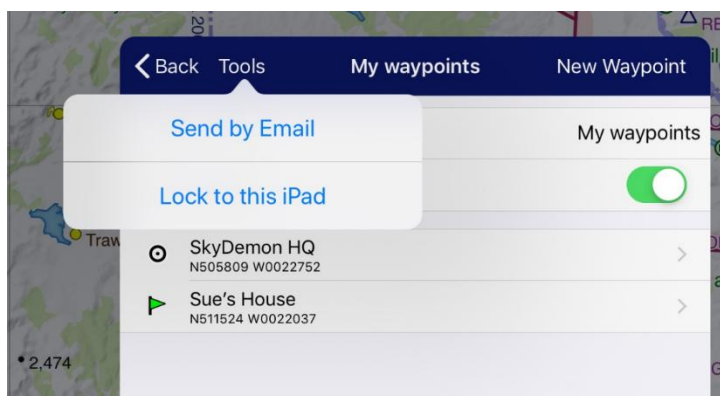 Back Tools My waypoints New Waypoint
Send by Email
My waypoints
Lock to this iPad
Traw
SkyDemon HQ
N505809 W0022752
Sue's House
N511524 W0022037
2,474